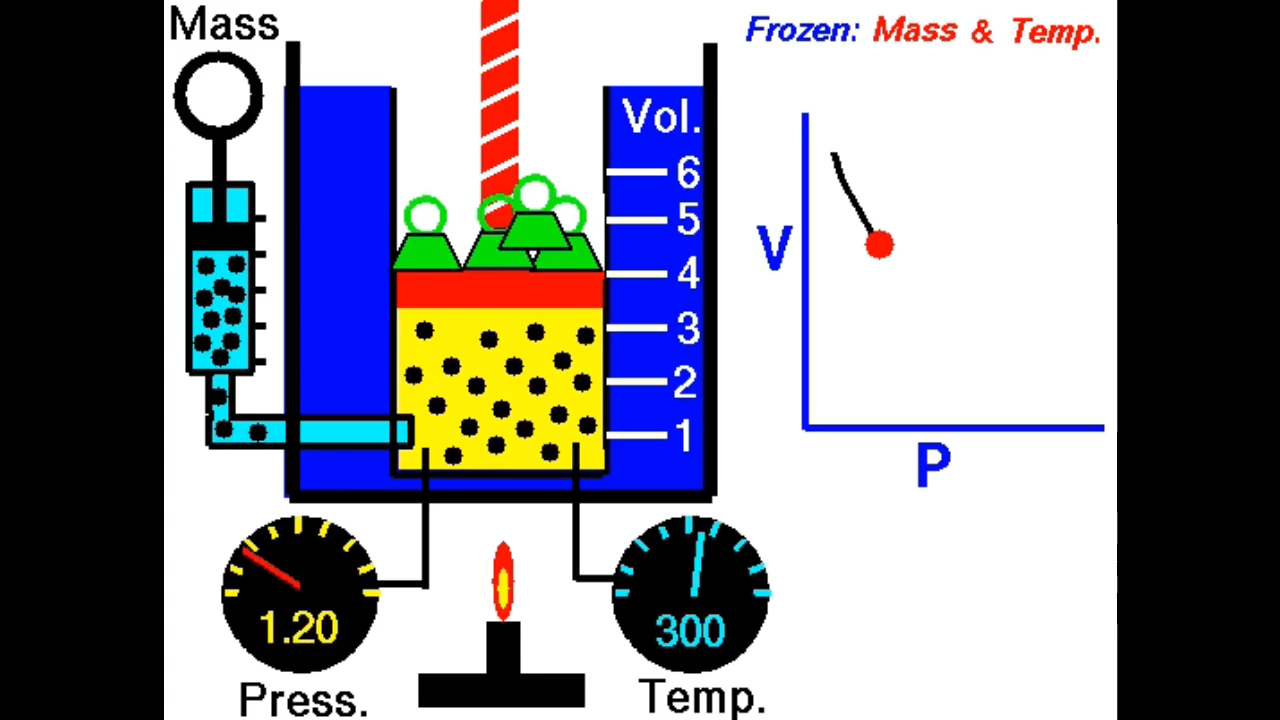 Mass
Frozen: Mass & Temp.
Vol.
6
5
4
3
2
1
V
P
1.20
300
Press.
Temp.